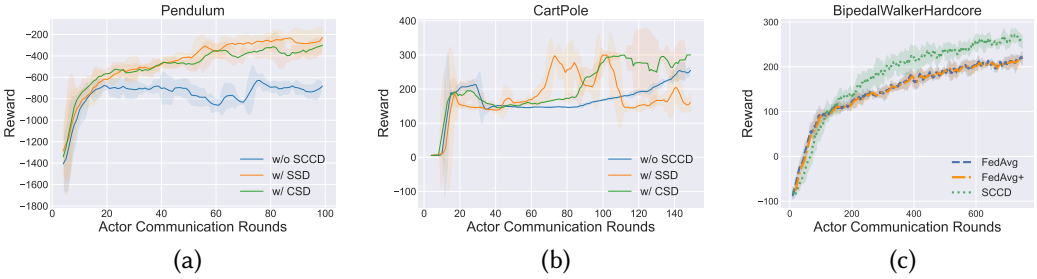 Pendulum
Reward
−200
−400
−600
−800
−1000
−1200
−1400
−1600
−1800
0 20 40 60 80 100
Actor Communication Rounds
w/o SCCD
w/ SSD
w/ CSD
(a)
CartPole
Reward
400
300
200
100
0
−100
0 20 40 60 80 100 120 140
Actor Communication Rounds
w/o SCCD
w/ SSD
w/ CSD
(b)
BipedalWalkerHardcore
Reward
300
200
100
0
−100
0 200 400 600
Actor Communication Rounds
FedAvg
FedAvg+
SCCD
(c)